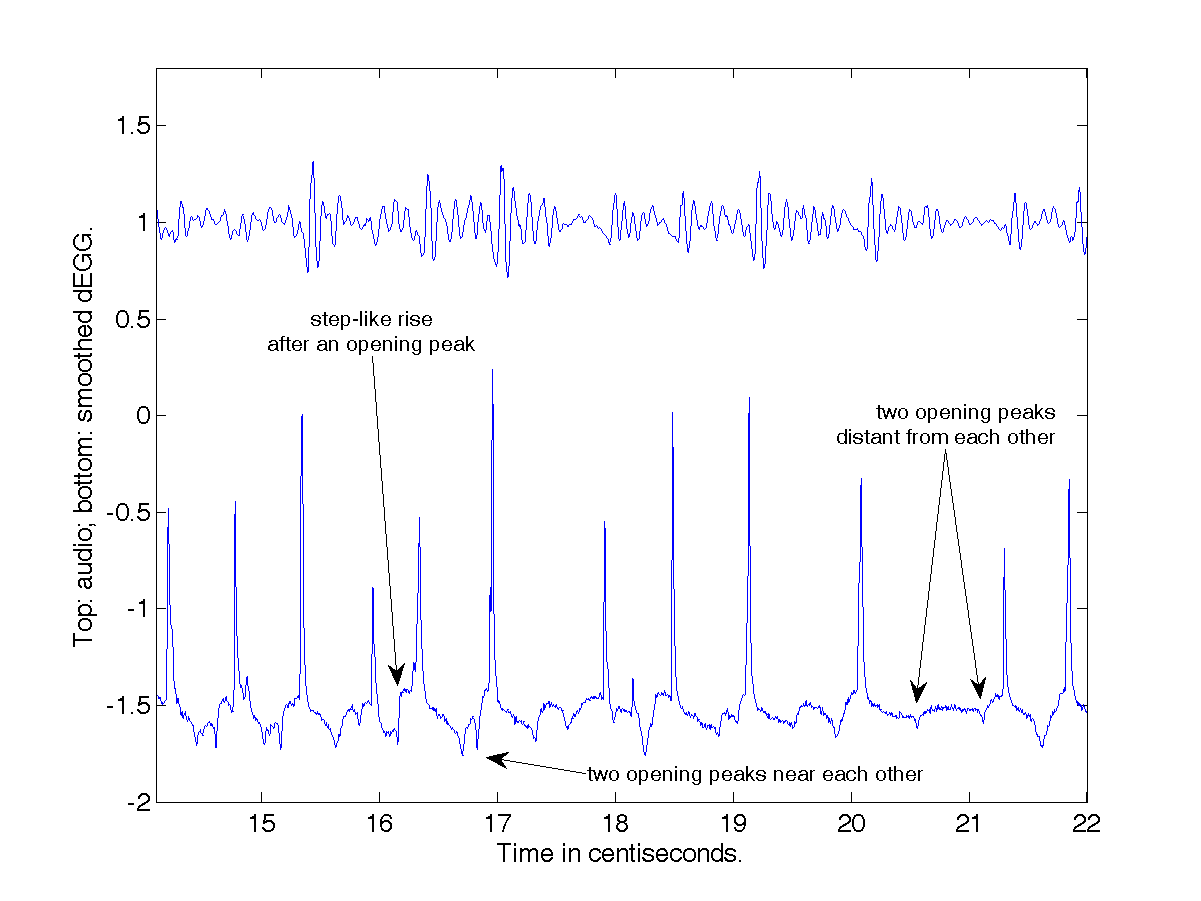 1.5
1
0.5
0
-0.5
-1
-1.5
-2
Top: audio; bottom: smoothed dEGG.
step-like rise
after an opening peak
two opening peaks
distant from each other
two opening peaks near each other
15 16 17 18 19 20 21 22
Time in centiseconds.